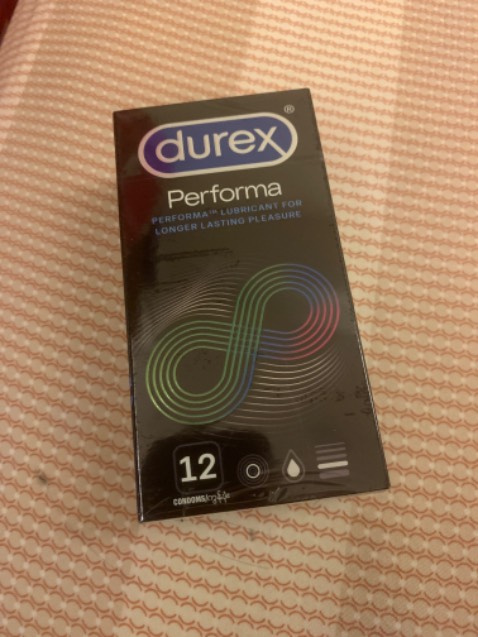 durex®
Performa
PERFORMA™ LUBRICANT FOR
LONGER LASTING PLEASURE
12
CONDOMS